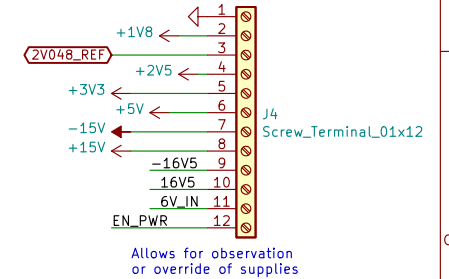 1
+1V8 2
2V048_REF 3
+2V5 4
+3V3 5
+5V 6
J4
-15V 7
Screw_Terminal_01x12
+15V 8
-16V5 9
16V5 10
6V_IN 11
EN_PWR 12
Allows for observation
or override of supplies